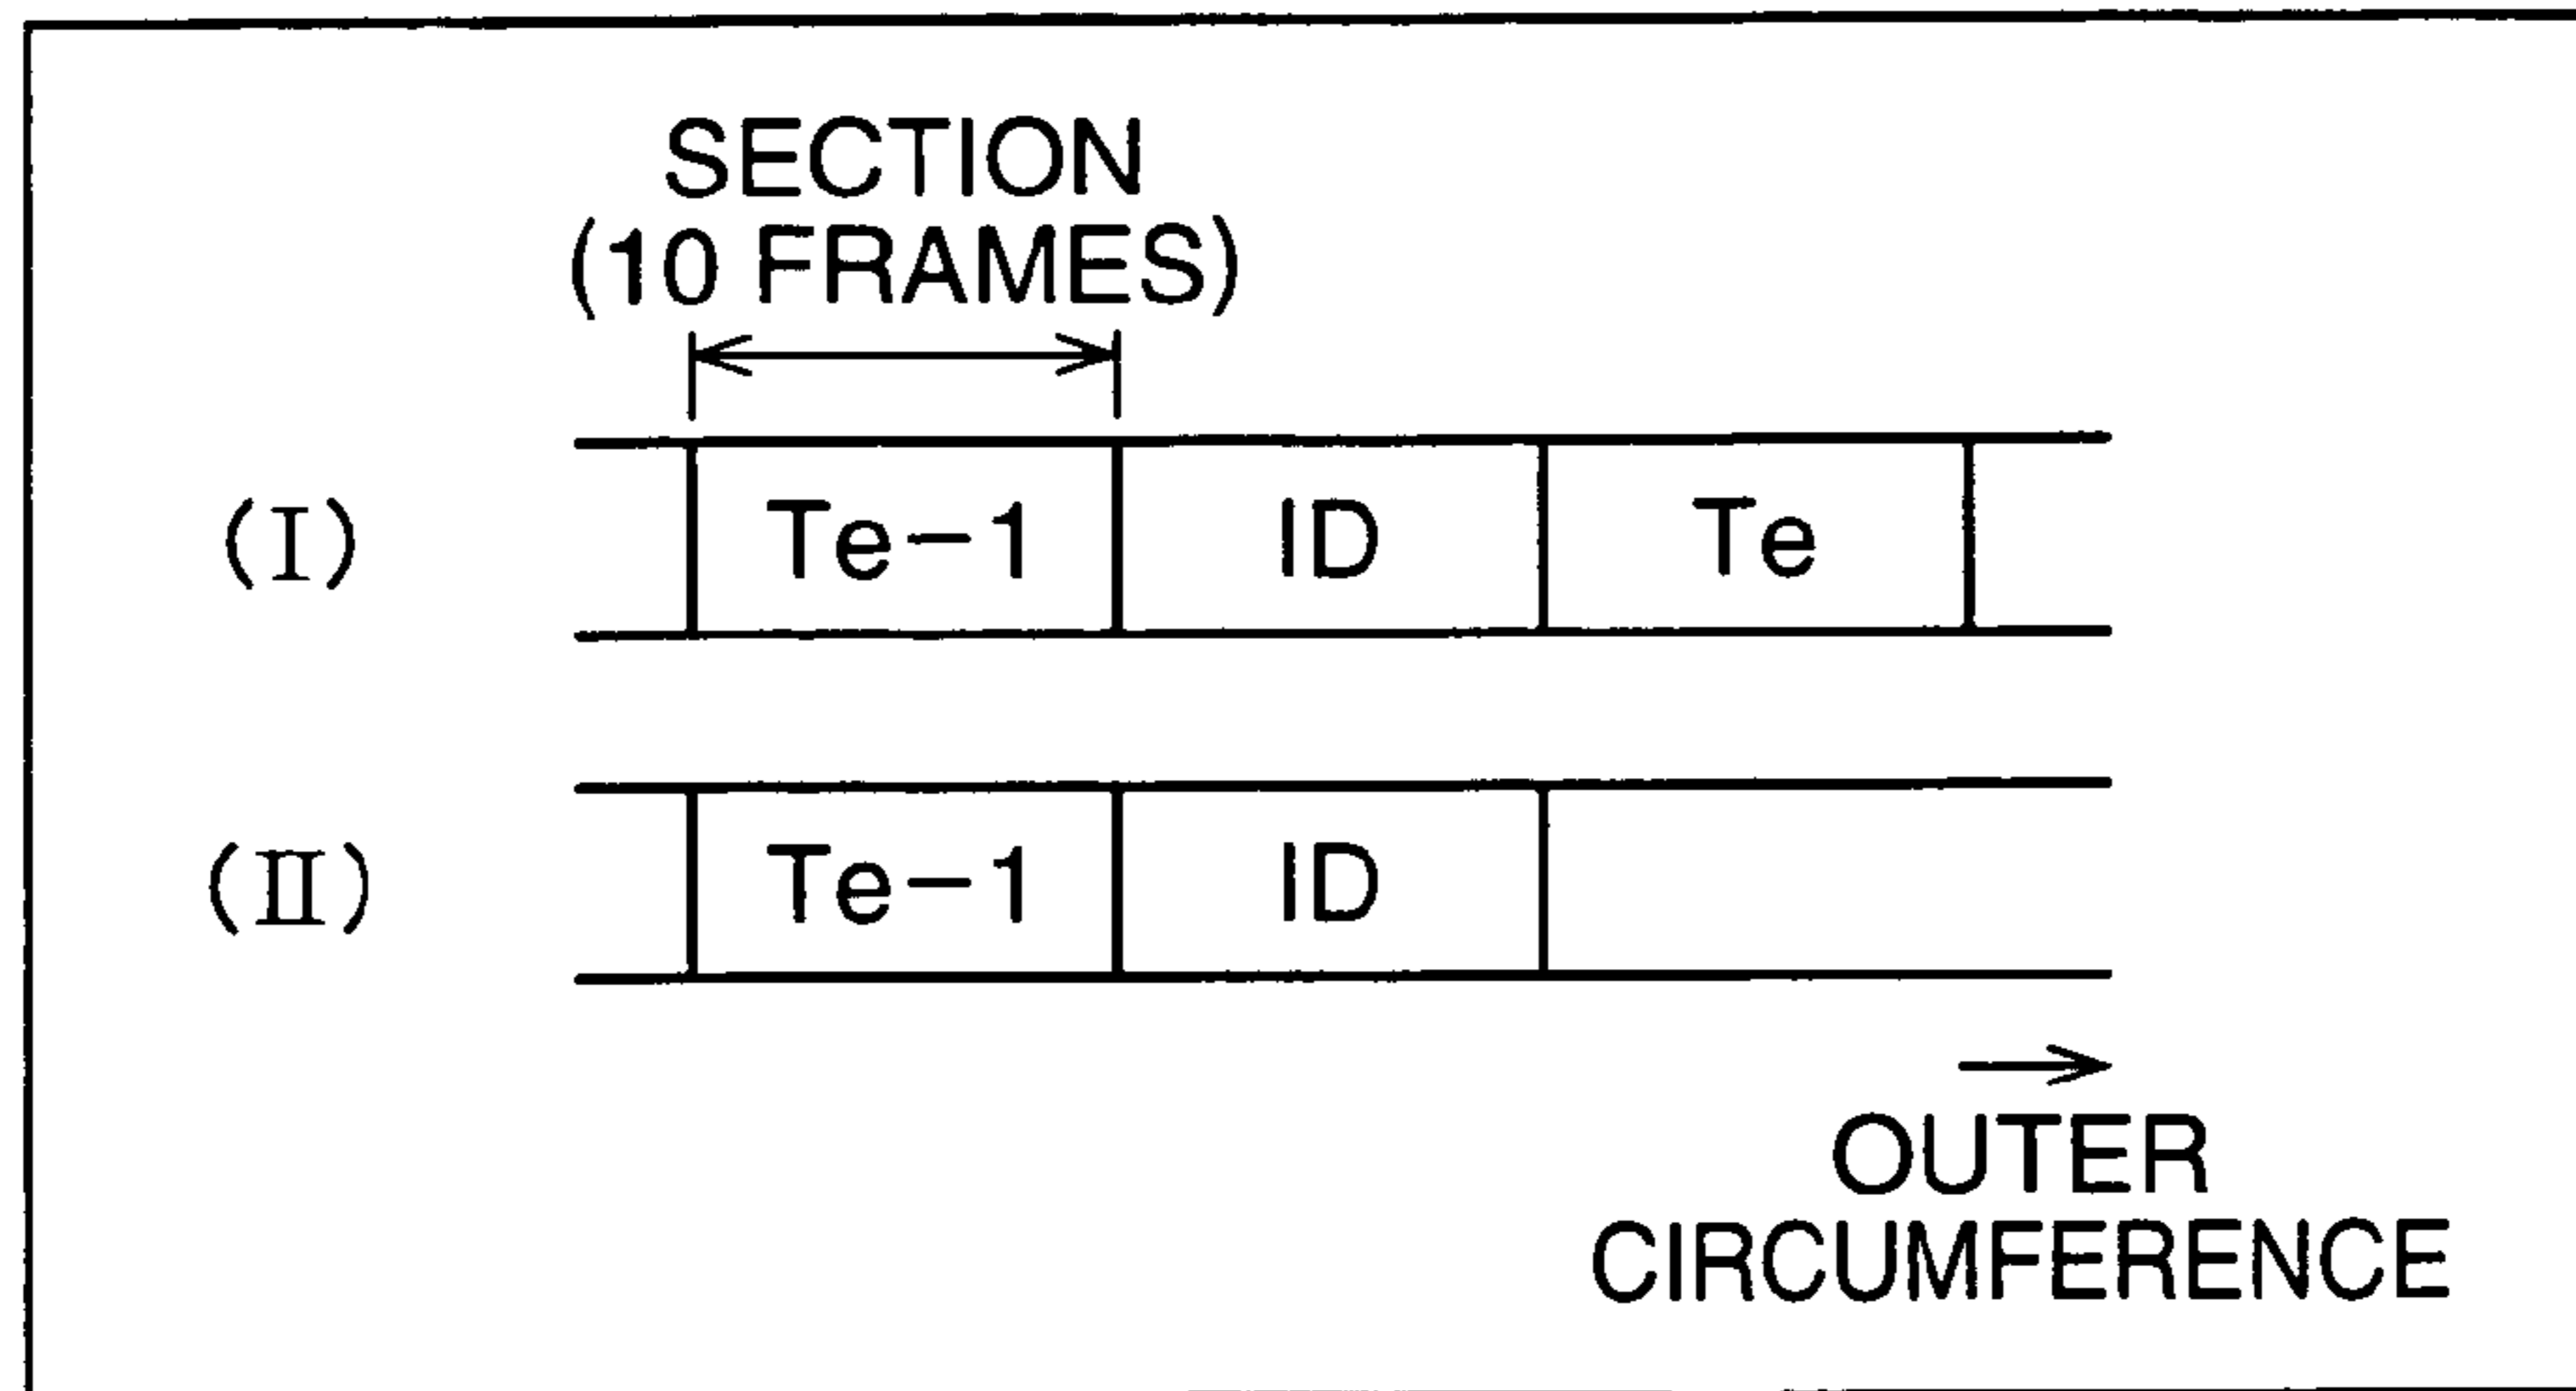 SECTION
(10 FRAMES)
(I) Te-1 ID Te
(II) Te-1 ID
OUTER
CIRCUMFERENCE